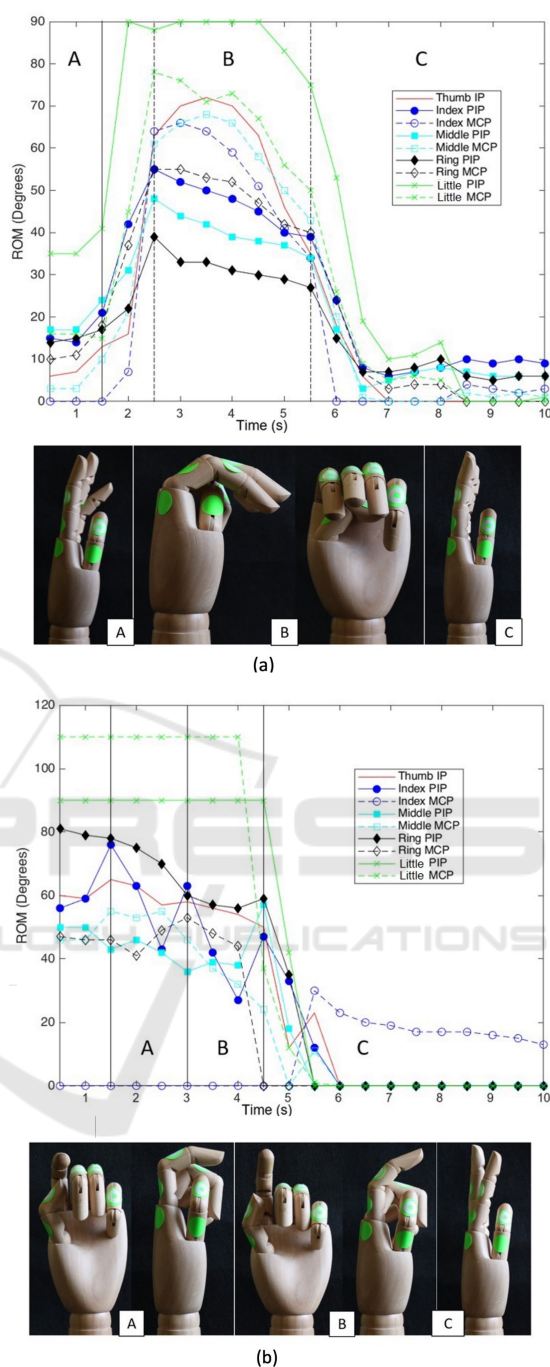 90
80
70
60
50
40
30
20
10
0
ROM (Degrees)
A
B
C
Thumb IP
Index PIP
Index MCP
Middle PIP
Middle MCP
Ring PIP
Ring MCP
Little PIP
Little MCP
1 2 3 4 5 6 7 8 9 10
Time (s)
A
B
C
(a)
120
100
80
60
40
20
0
ROM (Degrees)
Thumb IP
Index PIP
Index MCP
Middle PIP
Middle MCP
Ring PIP
Ring MCP
Little PIP
Little MCP
A
B
C
1 2 3 4 5 6 7 8 9 10
Time (s)
A
B
C
(b)